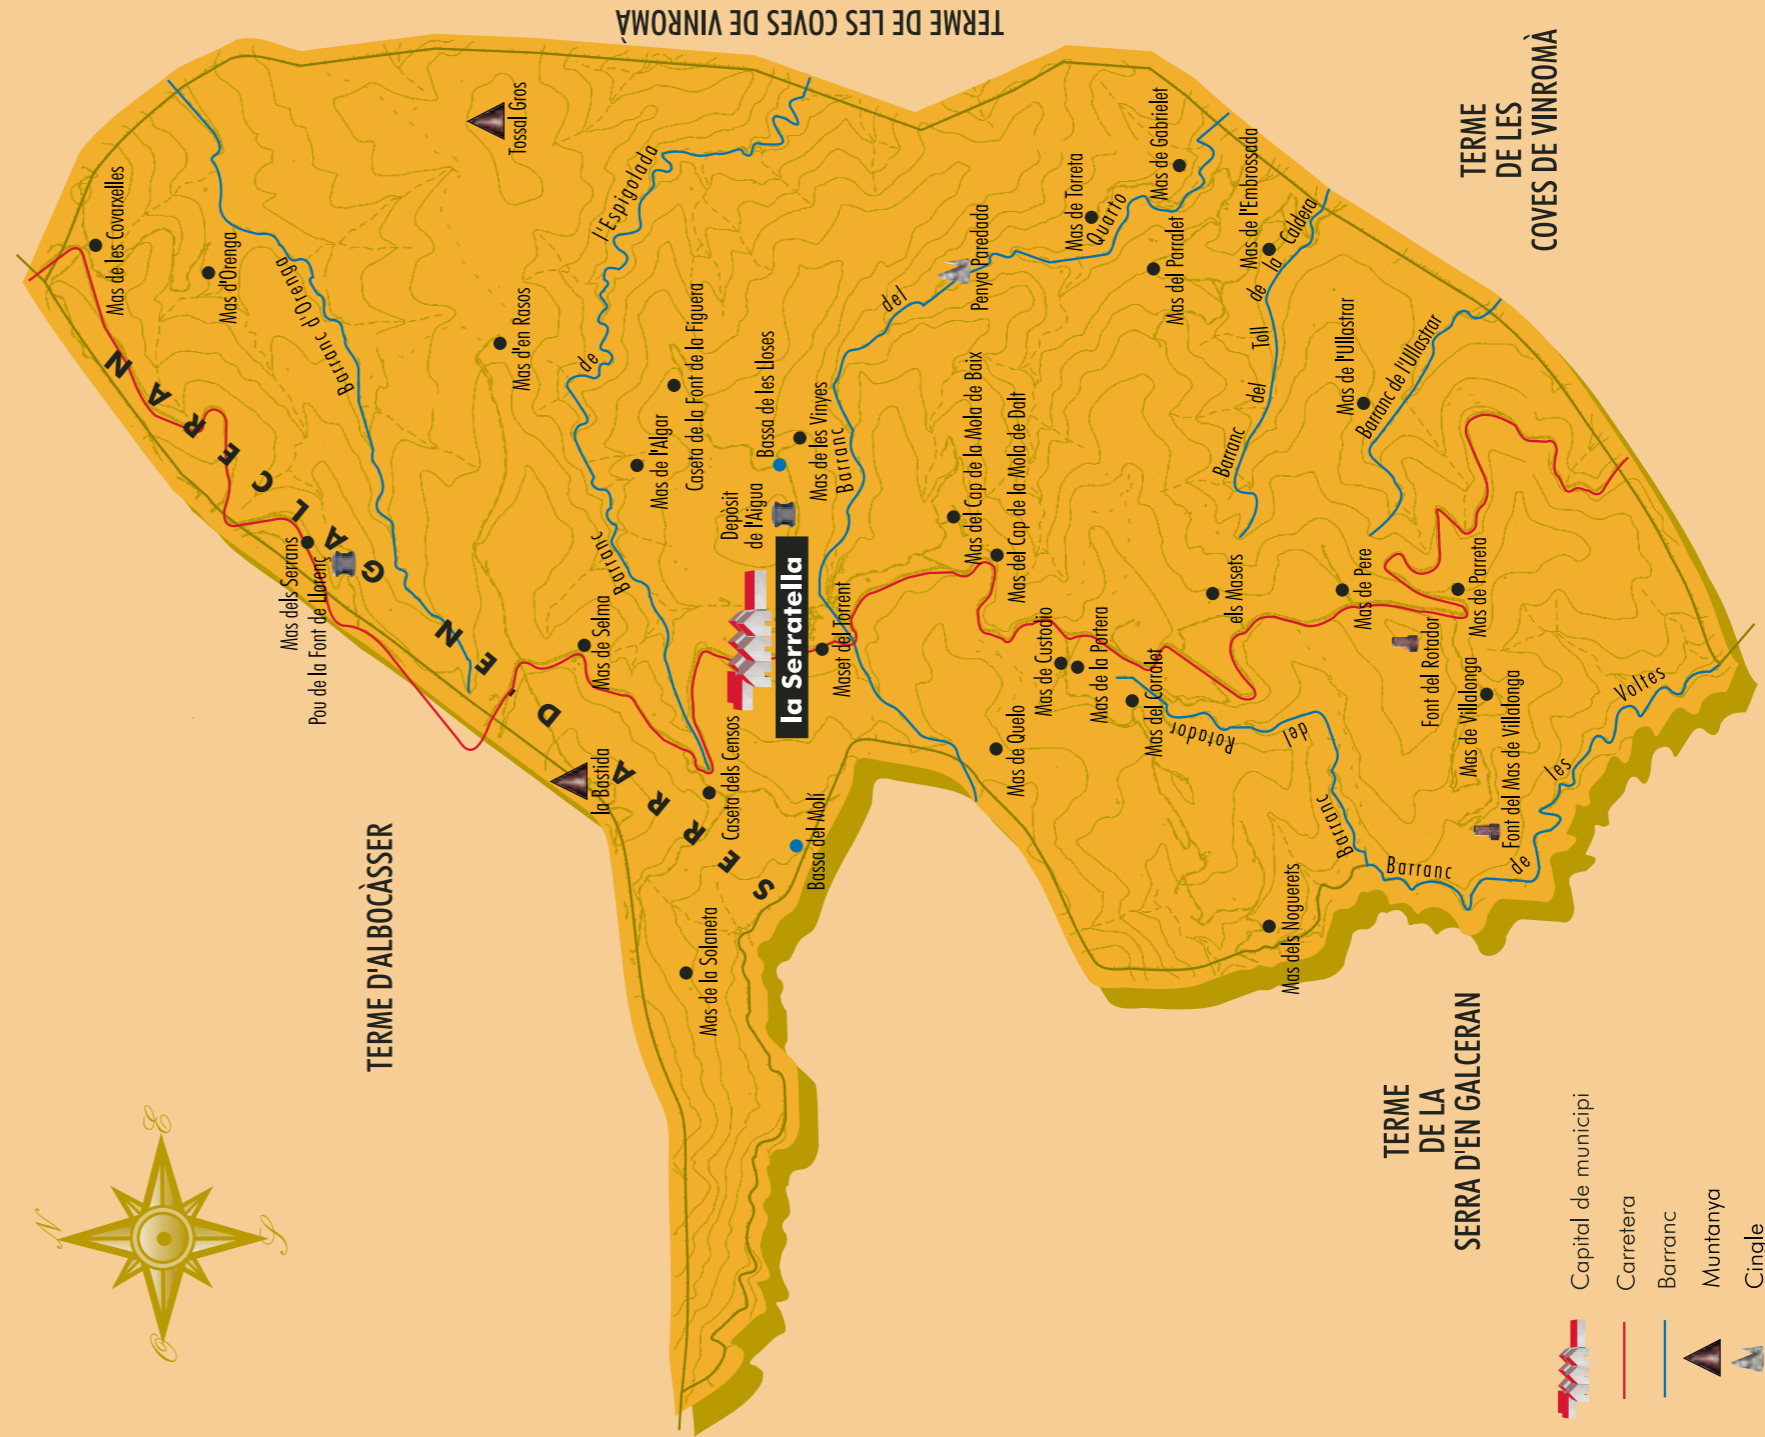 TERME DE LES COVES DE VINROMÀ
TERME D'ALBOCÀSSER
TERME
DE LES
COVES DE VINROMÀ
TERME
DE LA
SERRA D'EN GALCERAN
N
E
S
O
SERRA D'EN GALCERAN
Mas de les Covarxelles
Mas d'Orenga
Barranc d'Orenga
Tossal Gros
Mas d'en Rasos
Mas dels Serrans
Pou de la Font de Llorenç
Mas de Selma
la Bastida
Barranc de l'Espigolada
Mas de l'Algar
Caseta de la Font de la Figuera
Bassa de les Lloses
Mas de les Vinyes
Depòsit
de l'Aigua
la Serratella
Maset del Torrent
Caseta dels Censos
Bassa del Molí
Mas de la Solaneta
Barranc del Quarto
Penya Paredada
Mas de Torreta
Mas de Gabrielet
Mas del Parralet
Mas de l'Embrossada
Barranc del Toll de la Caldera
Mas del Cap de la Mola de Baix
Mas del Cap de la Mola de Dalt
Mas de l'Ullastrar
Barranc de l'Ullastrar
Mas de Quelo
Mas de Custodio
Mas de la Portera
Mas del Corralet
els Masets
Mas de Pere
Mas de Parreta
Font del Rotador
Barranc del Rotador
Mas de Villalonga
Font del Mas de Villalonga
Mas dels Noguerets
Barranc de les Voltes
Capital de municipi
Carretera
Barranc
Muntanya
Cingle